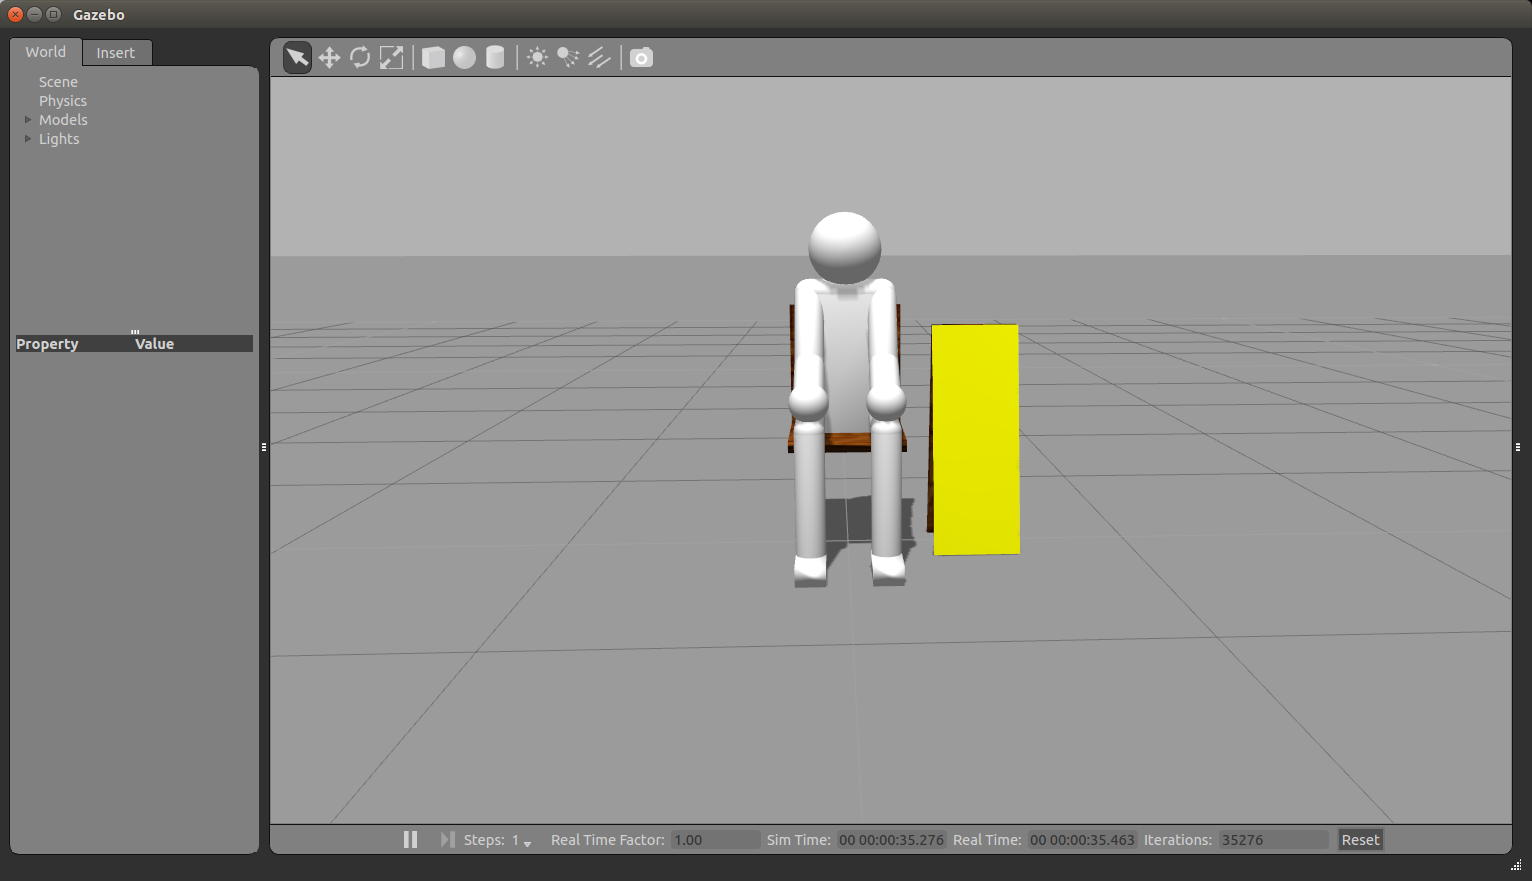 Gazebo
World Insert
Scene
Physics
Models
Lights
Property Value
Steps: 1 Real Time Factor: 1.00 Sim Time: 00 00:00:35.276 Real Time: 00 00:00:35.463 Iterations: 35276 Reset